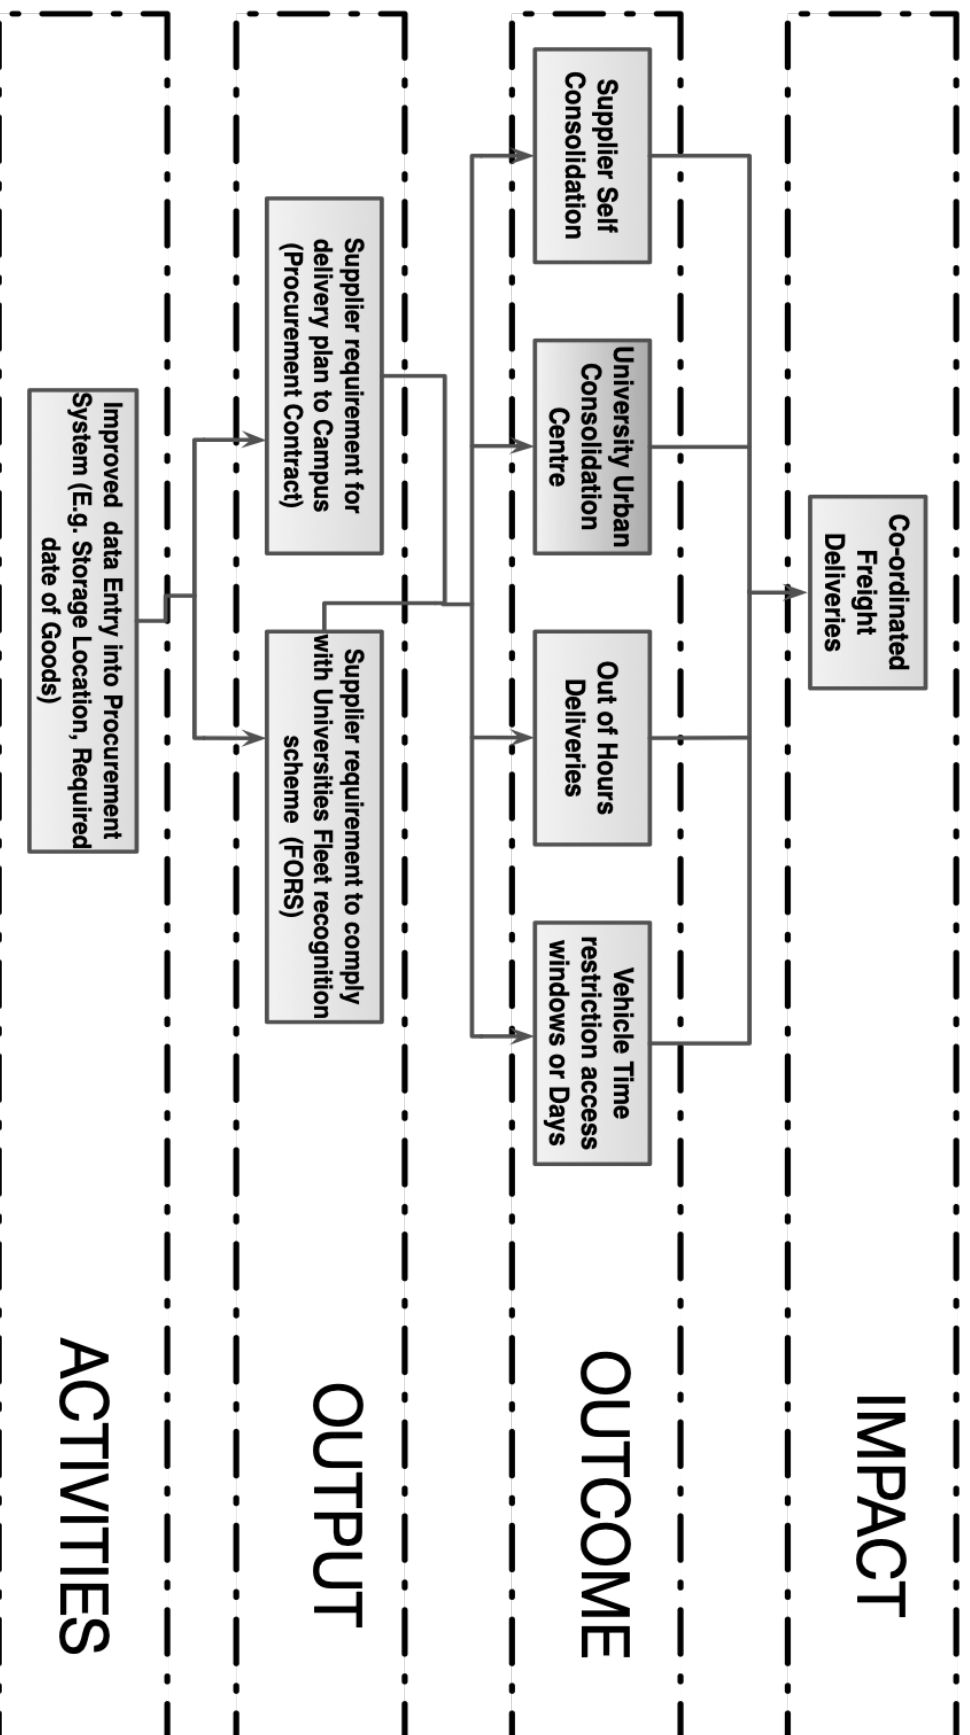 Co-ordinated
Freight
Deliveries
IMPACT
Supplier Self
Consolidation
University Urban
Consolidation
Centre
Out of Hours
Deliveries
Vehicle Time
restriction access
windows or Days
OUTCOME
Supplier requirement for
delivery plan to Campus
(Procurement Contract)
Supplier requirement to comply
with Universities Fleet recognition
scheme (FORS)
OUTPUT
Improved data Entry into Procurement
System (E.g. Storage Location, Required
date of Goods)
ACTIVITIES